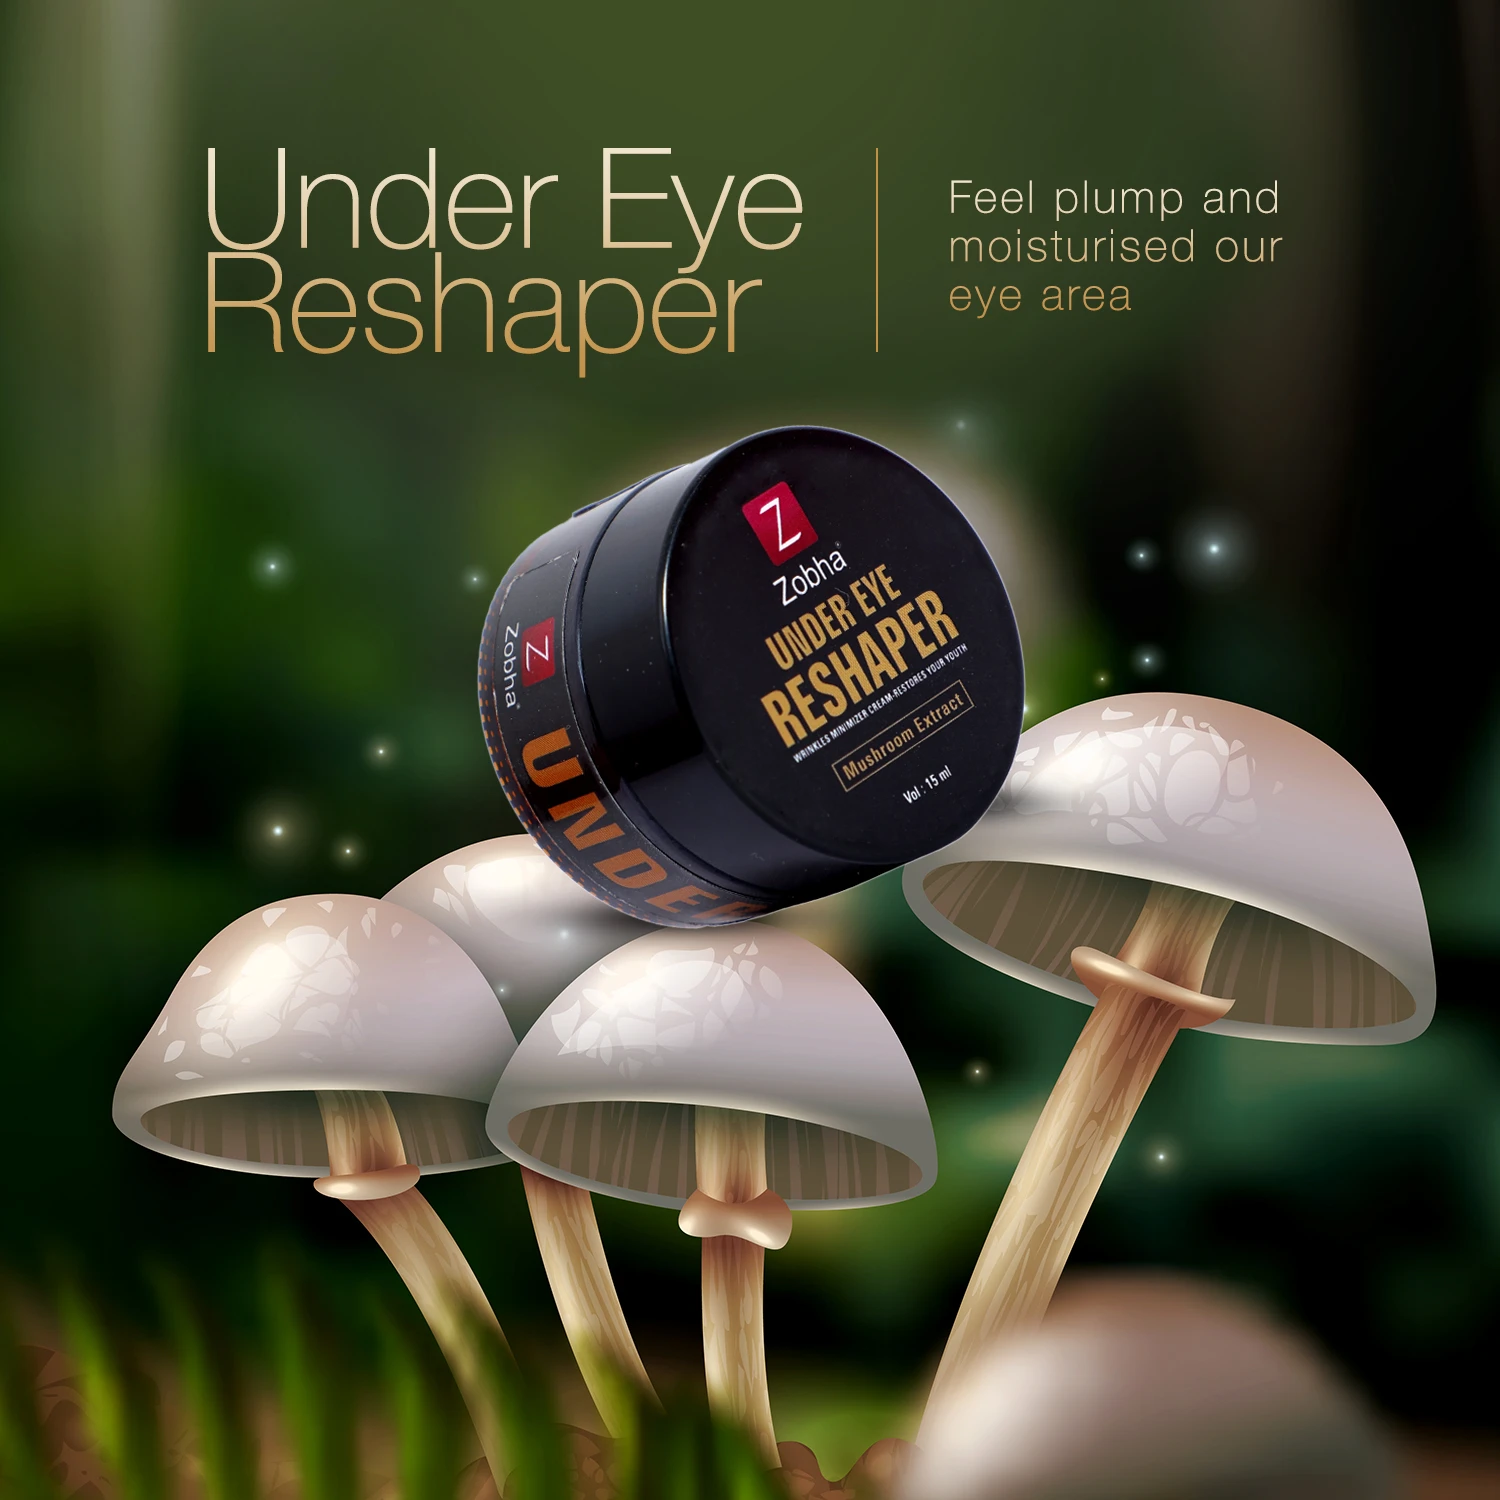 Under Eye
Reshaper
Feel plump and
moisturised our
eye area
Z
Zobha
UNDER EYE
RESHAPER
WRINKLES MINIMIZER CREAM-RESTORES YOUR YOUTH
Mushroom Extract
Vol : 15 ml
Z
Zobha
UNDER